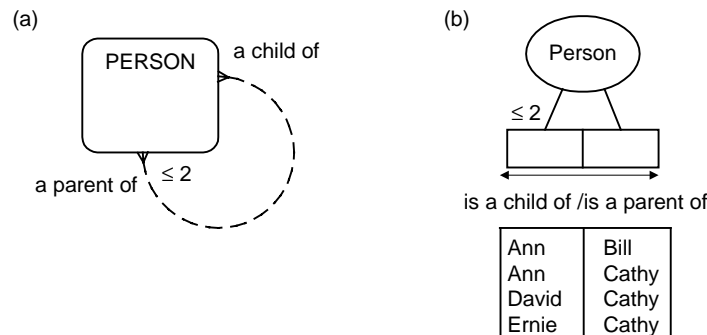 (a)
PERSON
a child of
a parent of
≤ 2
(b)
Person
≤ 2
is a child of /is a parent of
Ann Bill
Ann Cathy
David Cathy
Ernie Cathy